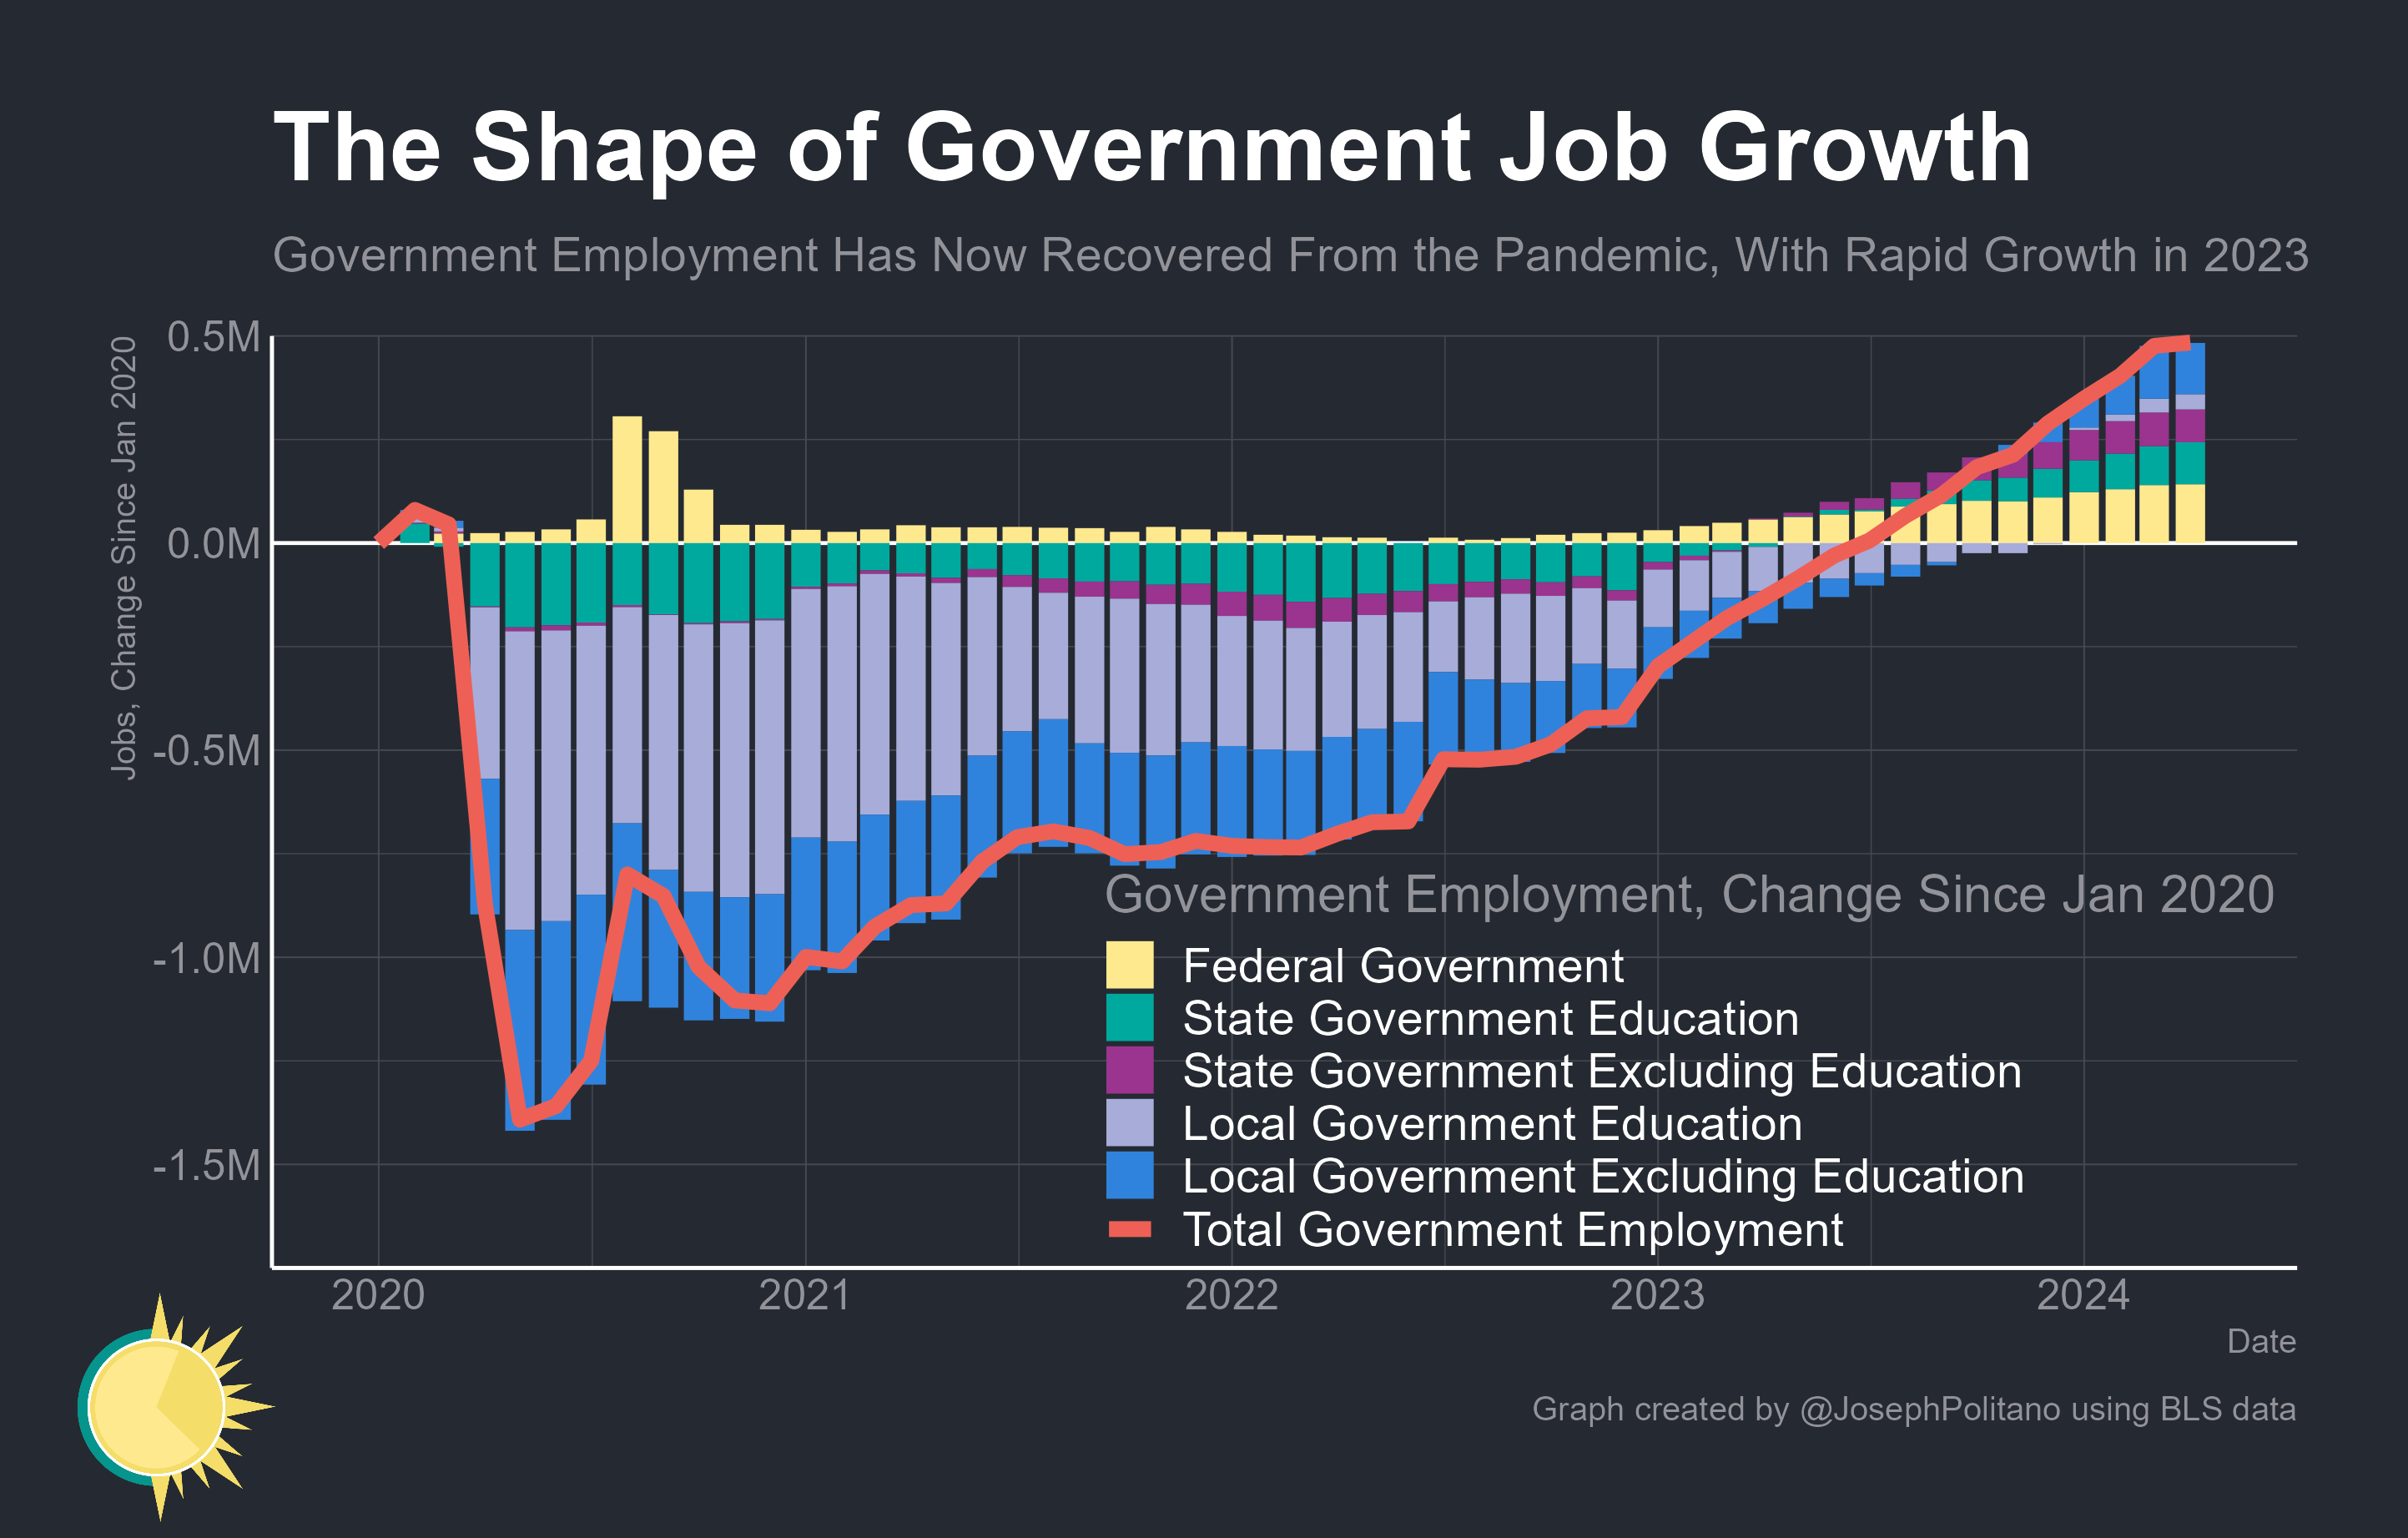 The Shape of Government Job Growth
Government Employment Has Now Recovered From the Pandemic, With Rapid Growth in 2023
Jobs, Change Since Jan 2020
0.5M
0.0M
-0.5M
-1.0M
-1.5M
Government Employment, Change Since Jan 2020
Federal Government
State Government Education
State Government Excluding Education
Local Government Education
Local Government Excluding Education
Total Government Employment
2020 2021 2022 2023 2024
Date
Graph created by @JosephPolitano using BLS data